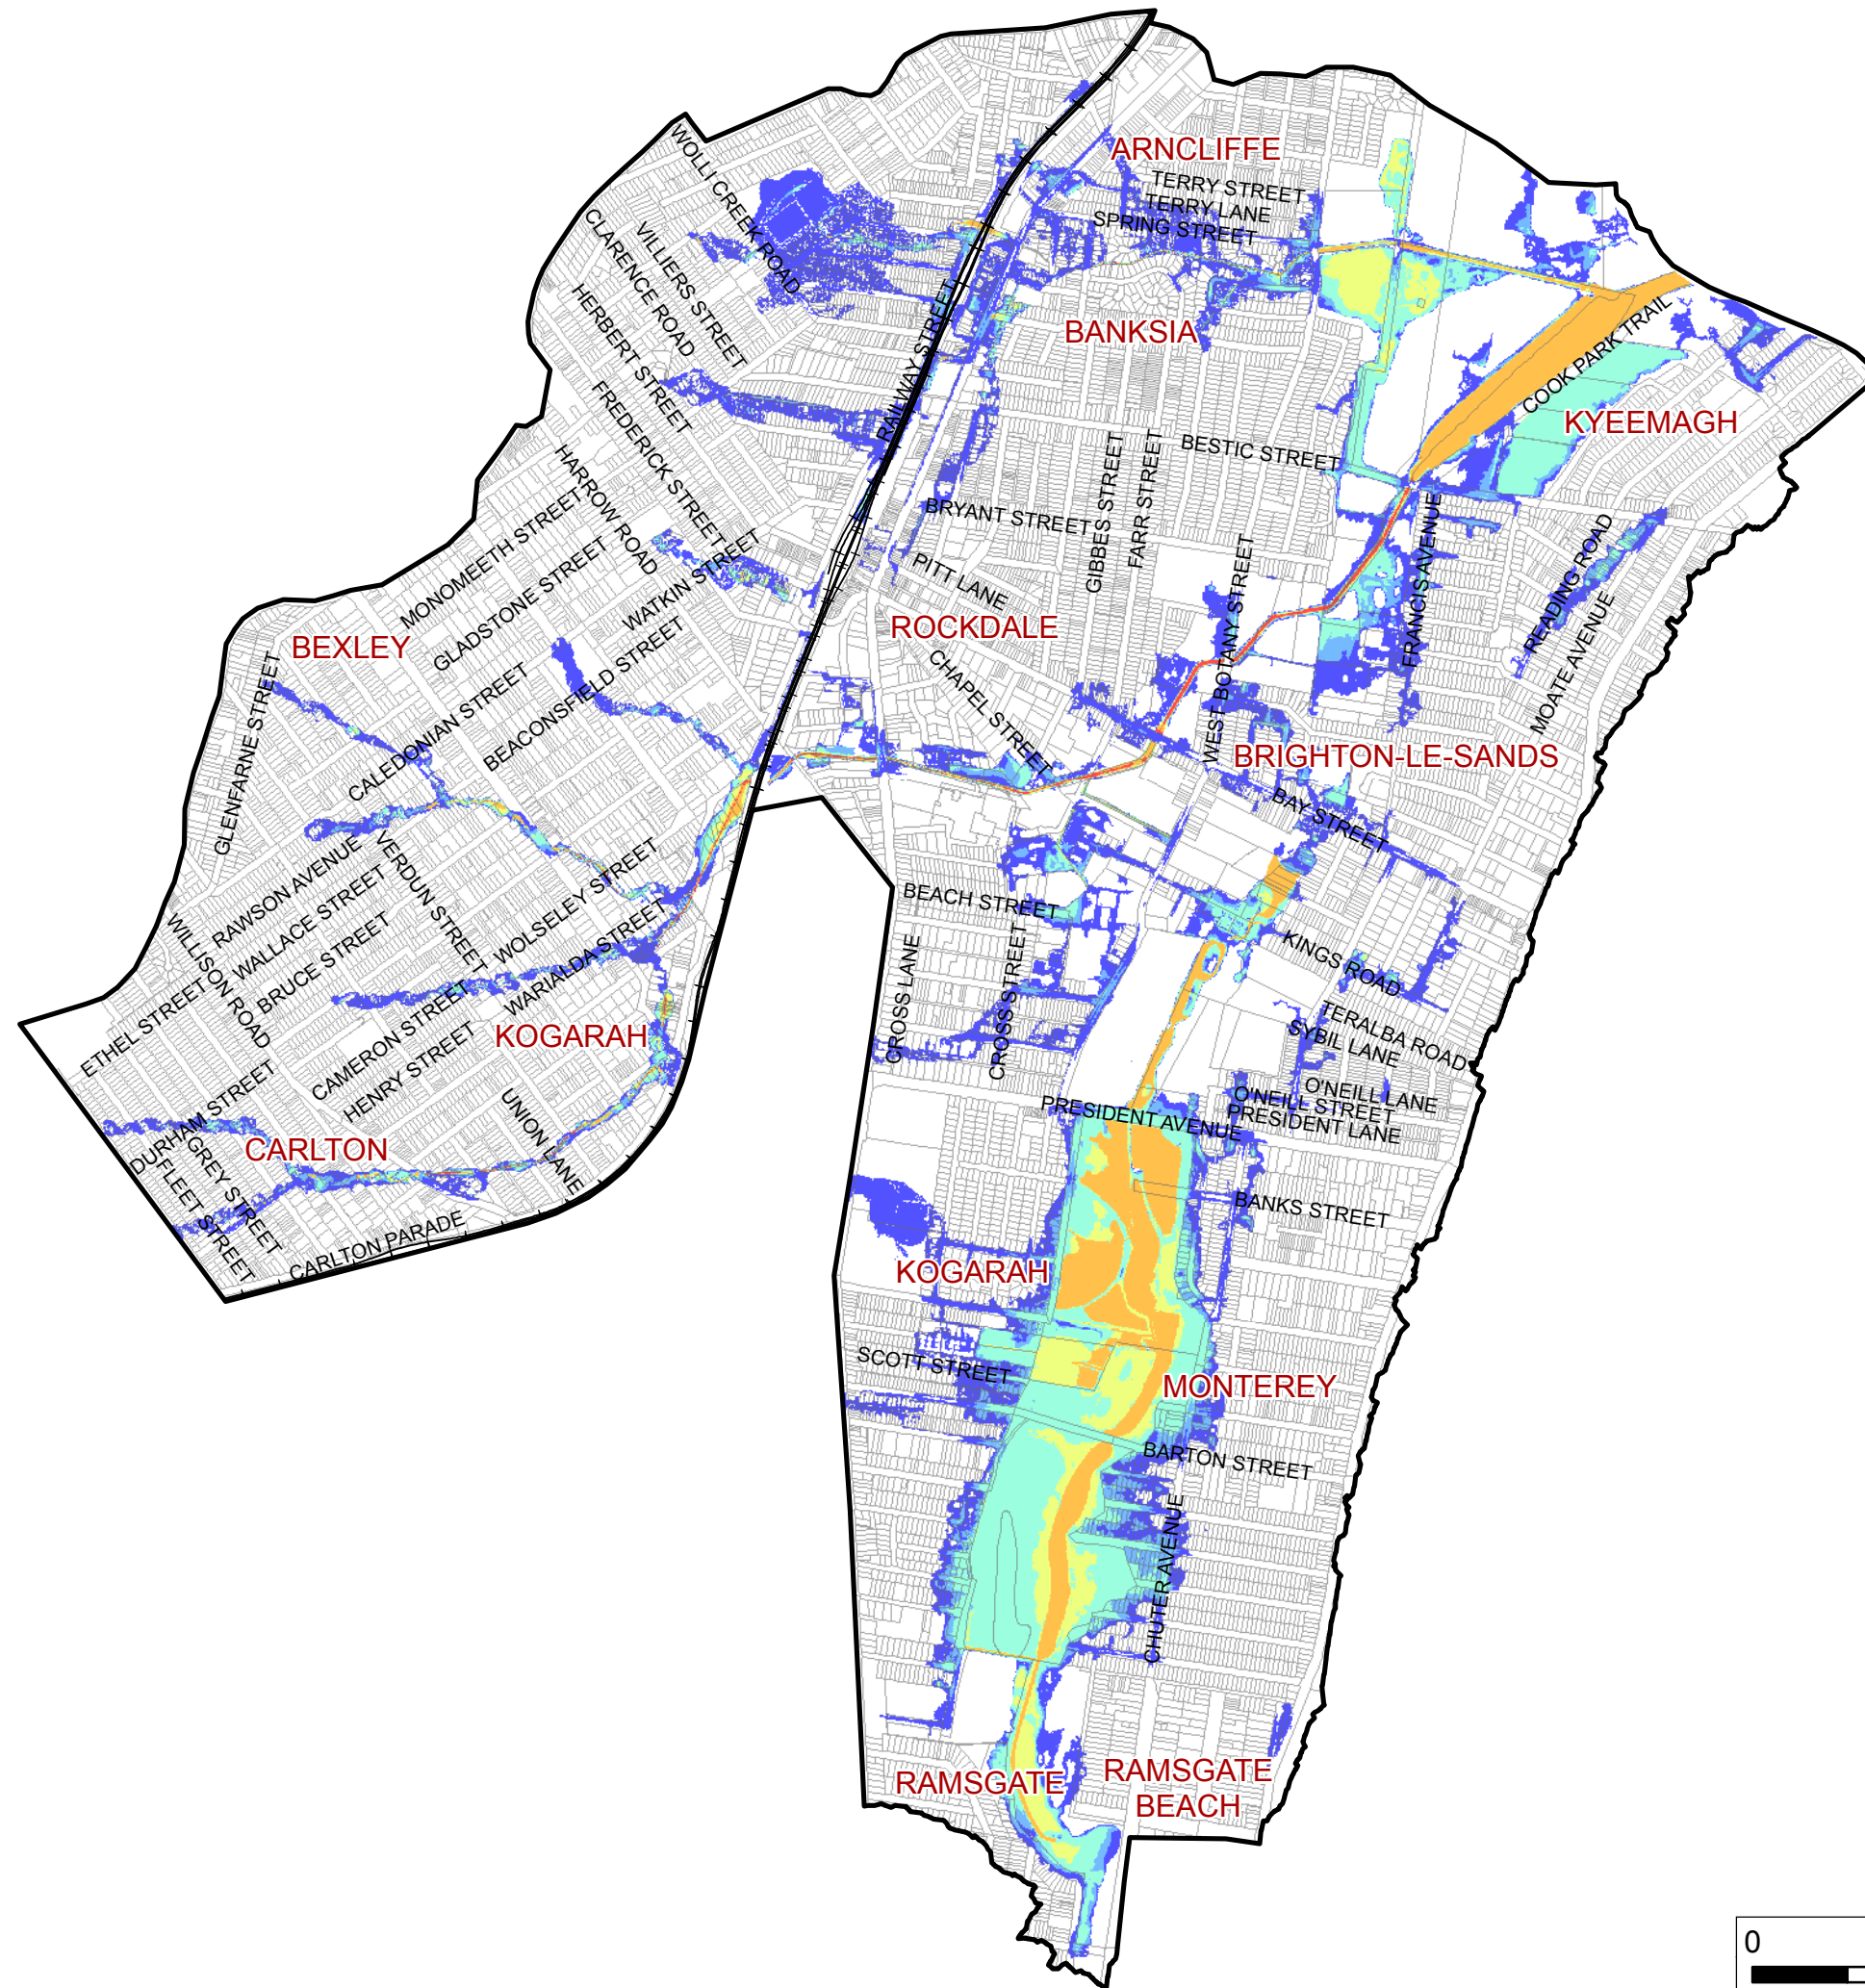 ARNCLIFFE
TERRY STREET
TERRY LANE
SPRING STREET
WOLLI CREEK ROAD
VILLIERS STREET
CLARENCE ROAD
HERBERT STREET
RAILWAY STREET
BANKSIA
COOK PARK TRAIL
KYEEMAGH
FREDERICK STREET
HARROW ROAD
BESTIC STREET
GIBBES STREET
FARR STREET
BRYANT STREET
MONOMEETH STREET
GLADSTONE STREET
WATKIN STREET
PITT LANE
WEST BOTANY STREET
FRANCIS AVENUE
READING ROAD
MOATE AVENUE
ROCKDALE
BEXLEY
BEACONSFIELD STREET
CALEDONIAN STREET
GLENFARNE STREET
CHAPEL STREET
BRIGHTON-LE-SANDS
BAY STREET
RAWSON AVENUE
VERDUN STREET
WOLSELEY STREET
WALLACE STREET
BRUCE STREET
WILLISON ROAD
WARIALDA STREET
BEACH STREET
CROSS LANE
CROSS STREET
KINGS ROAD
TERALBA ROAD
SYBIL LANE
ETHEL STREET
CAMERON STREET
HENRY STREET
KOGARAH
UNION LANE
O'NEILL LANE
O'NEILL STREET
PRESIDENT LANE
PRESIDENT AVENUE
DURHAM STREET
CARLTON
GREY STREET
FLEET STREET
CARLTON PARADE
BANKS STREET
KOGARAH
SCOTT STREET
MONTEREY
BARTON STREET
CHUTER AVENUE
RAMSGATE
RAMSGATE
BEACH
0